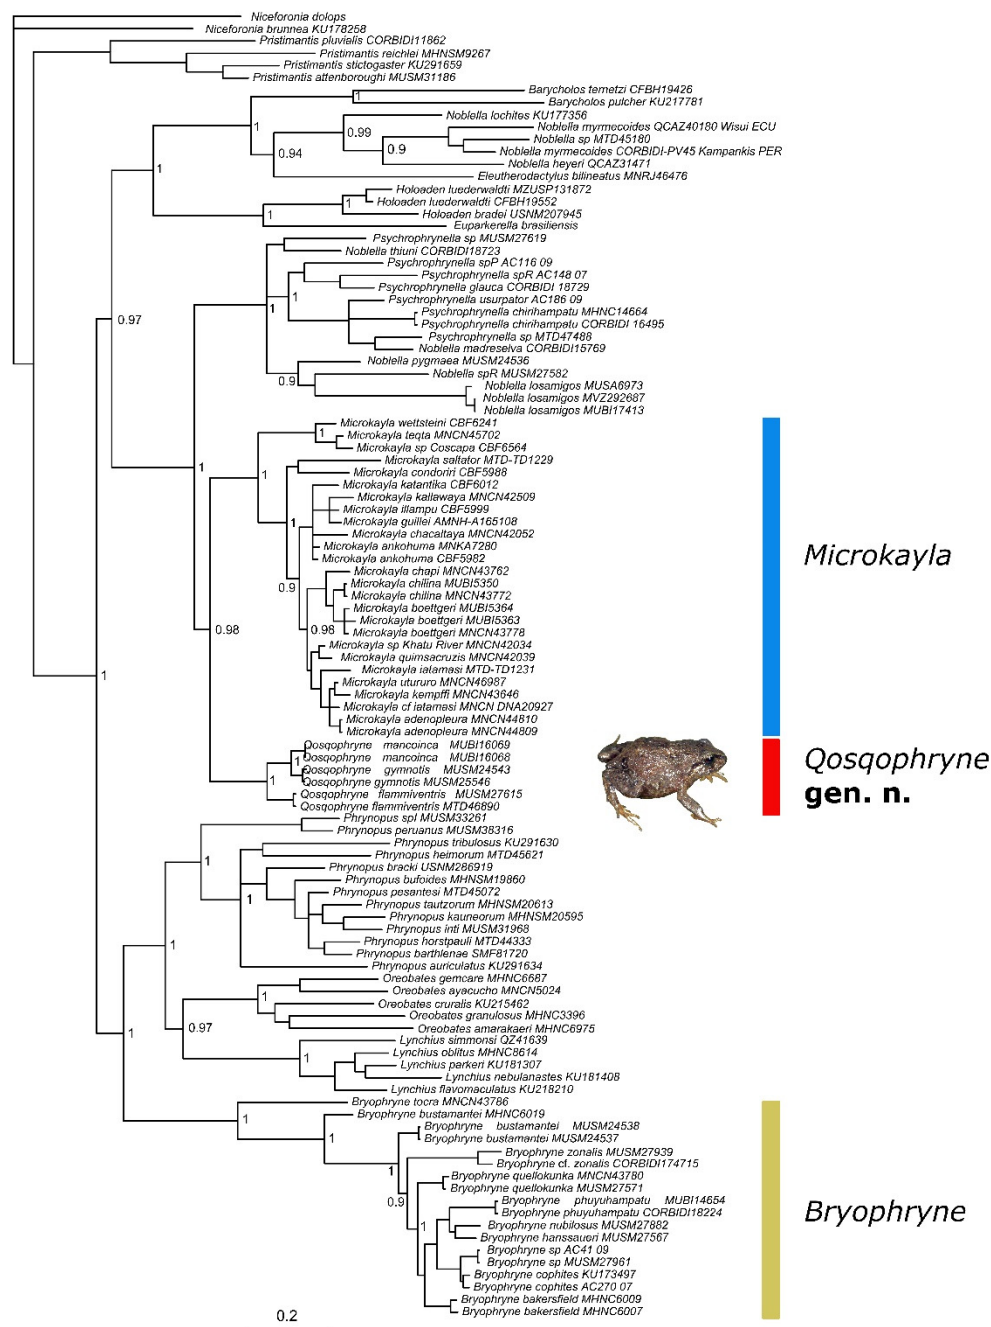 Niceforonia dolops
Niceforonia brunnea KU178258
Pristimantis pluvialis CORBIDI11862
Pristimantis reichlei MHNSM9267
Pristimantis stictogaster KU291659
Pristimantis attenboroughi MUSM31186
Barycholos ternetzi CFBH19426
1
Barycholos pulcher KU217781
Noblella lochites KU177356
1
Noblella myrmecoides QCAZ40180 Wisui ECU
0.99
Noblella sp MTD45180
0.9
Noblella myrmecoides CORBIDI-PV45 Kampankis PER
0.94
Noblella heyeri QCAZ31471
1
Eleutherodactylus bilineatus MNRJ46476
Holoaden luederwaldti MZUSP131872
1
Holoaden luederwaldti CFBH19552
1
Holoaden bradei USNM207945
Euparkerella brasiliensis
Psychrophrynella sp MUSM27619
Noblella thiuni CORBIDI18723
Psychrophrynella spP AC116 09
Psychrophrynella spR AC148 07
Psychrophrynella glauca CORBIDI 18729
1
Psychrophrynella usurpator AC186 09
1
Psychrophrynella chirihampatu MHNC14664
0.97
Psychrophrynella chirihampatu CORBIDI 16495
Psychrophrynella sp MTD47488
Noblella madreselva CORBIDI15769
Noblella pygmaea MUSM24536
Noblella spR MUSM27582
0.9
Noblella losamigos MUSA6973
Noblella losamigos MVZ292687
Noblella losamigos MUBI17413
Microkayla wettsteini CBF6241
1
Microkayla teqta MNCN45702
Microkayla sp Coscapa CBF6564
Microkayla saltator MTD-TD1229
1
1
Microkayla condoriri CBF5988
Microkayla katantika CBF6012
Microkayla kallawaya MNCN42509
Microkayla illampu CBF5999
Microkayla guillei AMNH-A165108
1
Microkayla chacaltaya MNCN42052
Microkayla ankohuma MNKA7280
Microkayla ankohuma CBF5982
Microkayla
Microkayla chapi MNCN43762
Microkayla chilina MUBI5350
0.9
Microkayla chilina MNCN43772
Microkayla boettgeri MUBI5364
Microkayla boettgeri MUBI5363
0.98
0.98
Microkayla boettgeri MNCN43778
Microkayla sp Khatu River MNCN42034
Microkayla quimsacruzis MNCN42039
Microkayla iatamasi MTD-TD1231
1
Microkayla utururo MNCN46987
Microkayla kempffi MNCN43646
Microkayla cf iatamasi MNCN DNA20927
Microkayla adenopleura MNCN44810
Microkayla adenopleura MNCN44809
Qosqophryne mancoinca MUBI16069
Qosqophryne mancoinca MUBI16068
1
Qosqophryne
Qosqophryne gymnotis MUSM24543
1
Qosqophryne gymnotis MUSM25546
Qosqophryne flammiventris MUSM27615
gen. n.
Qosqophryne flammiventris MTD46890
Phrynopus spI MUSM33261
Phrynopus peruanus MUSM38316
Phrynopus tribulosus KU291630
Phrynopus heimorum MTD45621
1
Phrynopus bracki USNM286919
Phrynopus bufoides MHNSM19860
Phrynopus pesantesi MTD45072
1
Phrynopus tautzorum MHNSM20613
Phrynopus kauneorum MHNSM20595
Phrynopus inti MUSM31968
1
Phrynopus horstpauli MTD44333
Phrynopus barthlenae SMF81720
Phrynopus auriculatus KU291634
Oreobates gemcare MHNC6687
Oreobates ayacucho MNCN5024
1
Oreobates cruralis KU215462
Oreobates granulosus MHNC3396
0.97
Oreobates amarakaeri MHNC6975
1
Lynchius simmonsi QZ41639
Lynchius oblitus MHNC8614
1
Lynchius parkeri KU181307
Lynchius nebulanastes KU181408
Lynchius flavomaculatus KU218210
Bryophryne tocra MNCN43786
Bryophryne bustamantei MHNC6019
1
Bryophryne bustamantei MUSM24538
1
Bryophryne bustamantei MUSM24537
Bryophryne zonalis MUSM27939
Bryophryne cf. zonalis CORBIDI174715
1
Bryophryne quellokunka MNCN43780
Bryophryne quellokunka MUSM27571
0.9
Bryophryne phuyuhampatu MUBI14654
Bryophryne phuyuhampatu CORBIDI18224
Bryophryne
1
Bryophryne nubilosus MUSM27882
Bryophryne hanssaueri MUSM27567
Bryophryne sp AC41 09
Bryophryne sp MUSM27961
Bryophryne cophites KU173497
Bryophryne cophites AC270 07
Bryophryne bakersfield MHNC6009
Bryophryne bakersfield MHNC6007
0.2